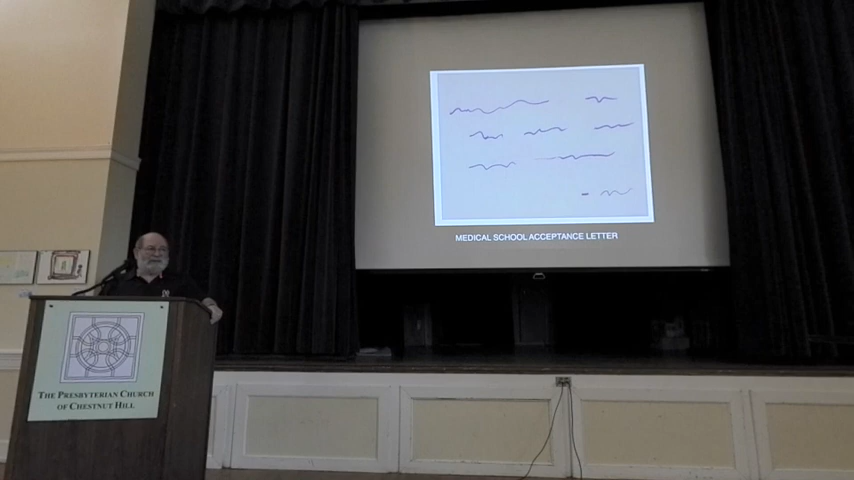 MEDICAL SCHOOL ACCEPTANCE LETTER
THE PRESBYTERIAN CHURCH
OF CHESTNUT HILL